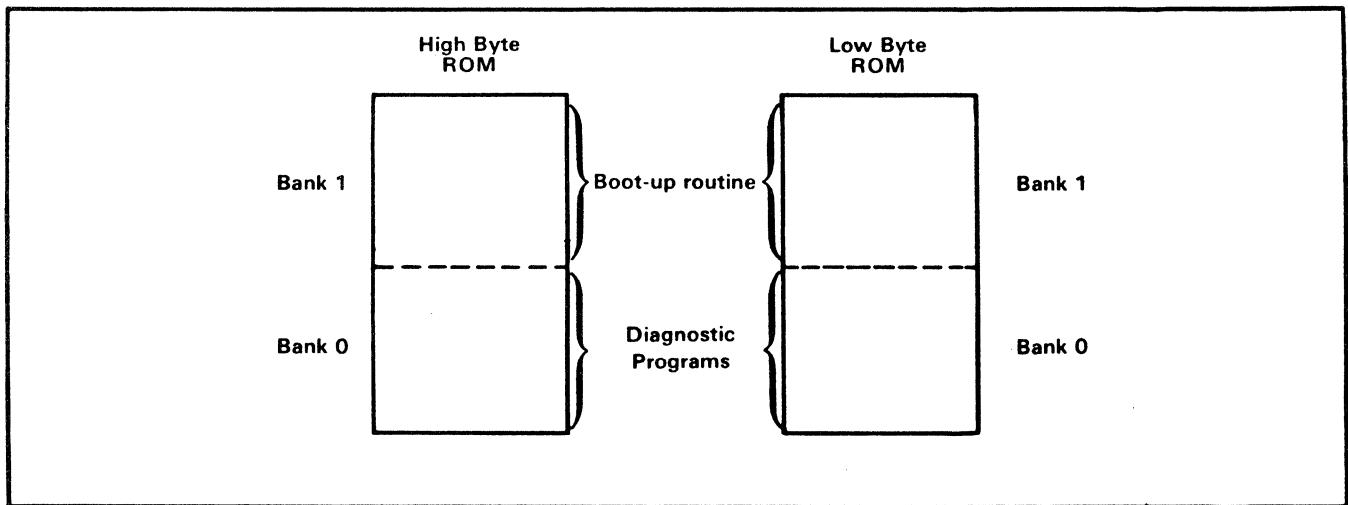 High Byte
ROM
Low Byte
ROM
Bank 1
Boot-up routine
Bank 1
Bank 0
Diagnostic
Programs
Bank 0